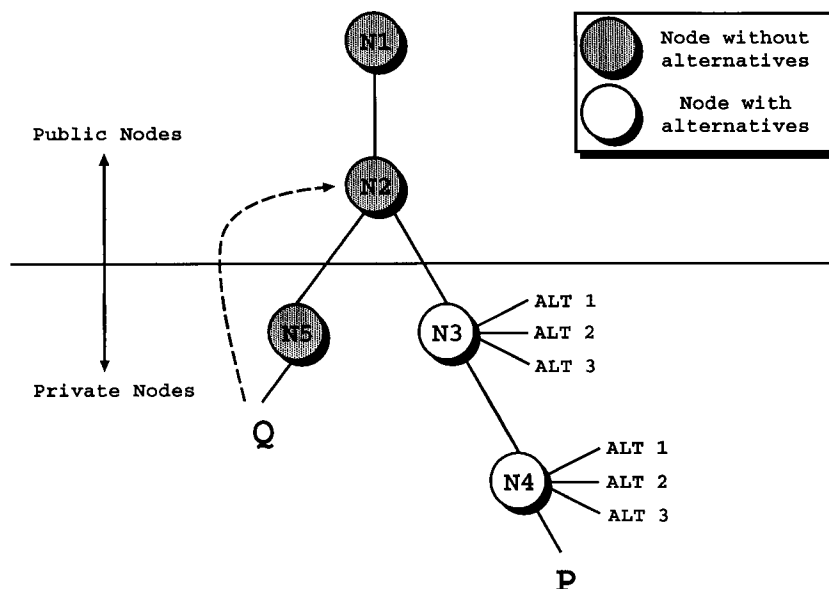 N1
Node without
alternatives
Node with
alternatives
Public Nodes
N2
N5
N3
ALT 1
ALT 2
ALT 3
Private Nodes
Q
N4
ALT 1
ALT 2
ALT 3
P